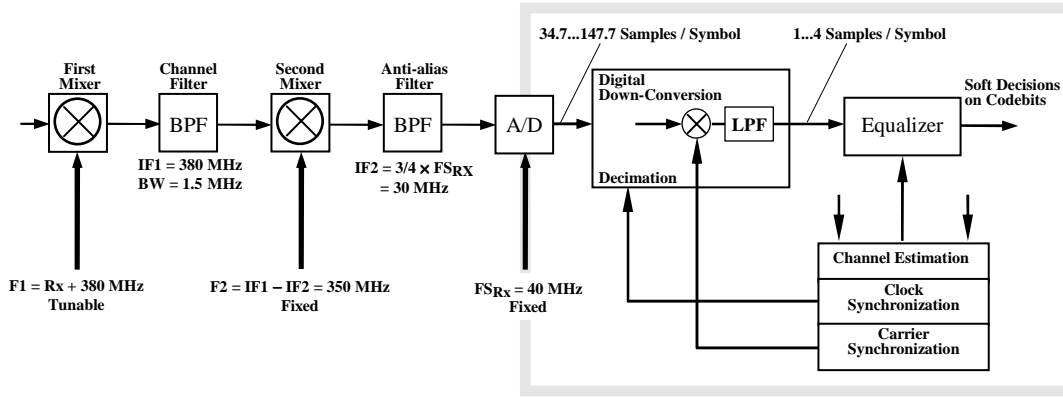 34.7...147.7 Samples / Symbol
1...4 Samples / Symbol
First
Mixer
Channel
Filter
Second
Mixer
Anti-alias
Filter
Digital
Down-Conversion
Soft Decisions
on Codebits
BPF
BPF
A/D
LPF
Equalizer
IF1 = 380 MHz
BW = 1.5 MHz
IF2 = 3/4 × FSRX
= 30 MHz
Decimation
Channel Estimation
F1 = Rx + 380 MHz
Tunable
F2 = IF1 – IF2 = 350 MHz
Fixed
FSRx = 40 MHz
Fixed
Clock
Synchronization
Carrier
Synchronization